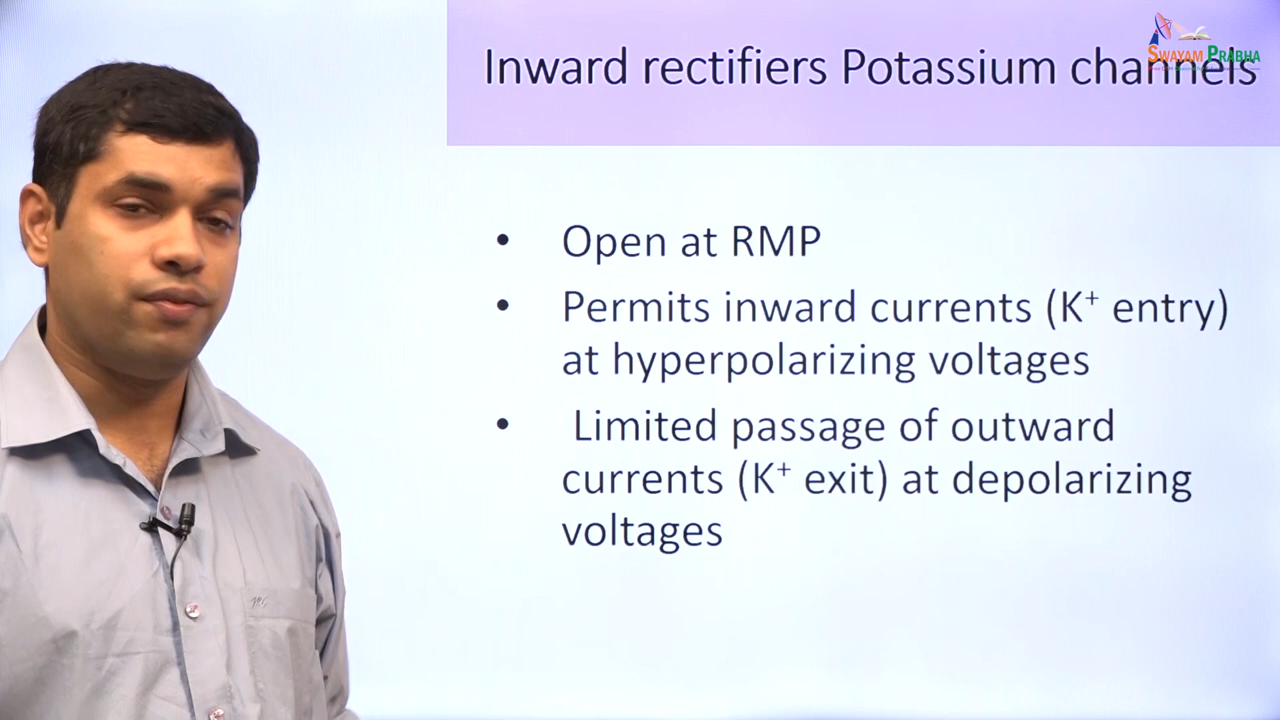 Inward rectifiers Potassium channels
SWAYAM PRABHA
• Open at RMP
• Permits inward currents (K⁺ entry)
at hyperpolarizing voltages
• Limited passage of outward
currents (K⁺ exit) at depolarizing
voltages